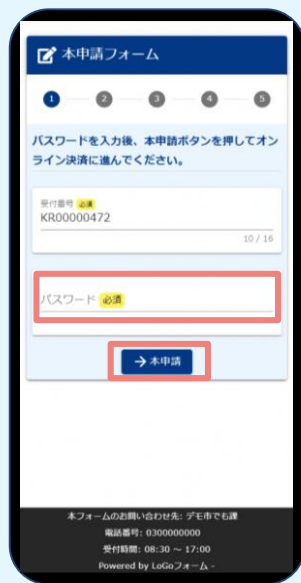 本申請フォーム
1 2 3 4 5
パスワードを入力後、本申請ボタンを押してオン
ライン決済に進んでください。
受付番号 必須
KR00000472
10 / 16
パスワード 必須
→本申請
本フォームのお問い合わせ先: デモ市でも課
電話番号: 0300000000
受付時間: 08:30 ~ 17:00
Powered by LoGoフォーム -